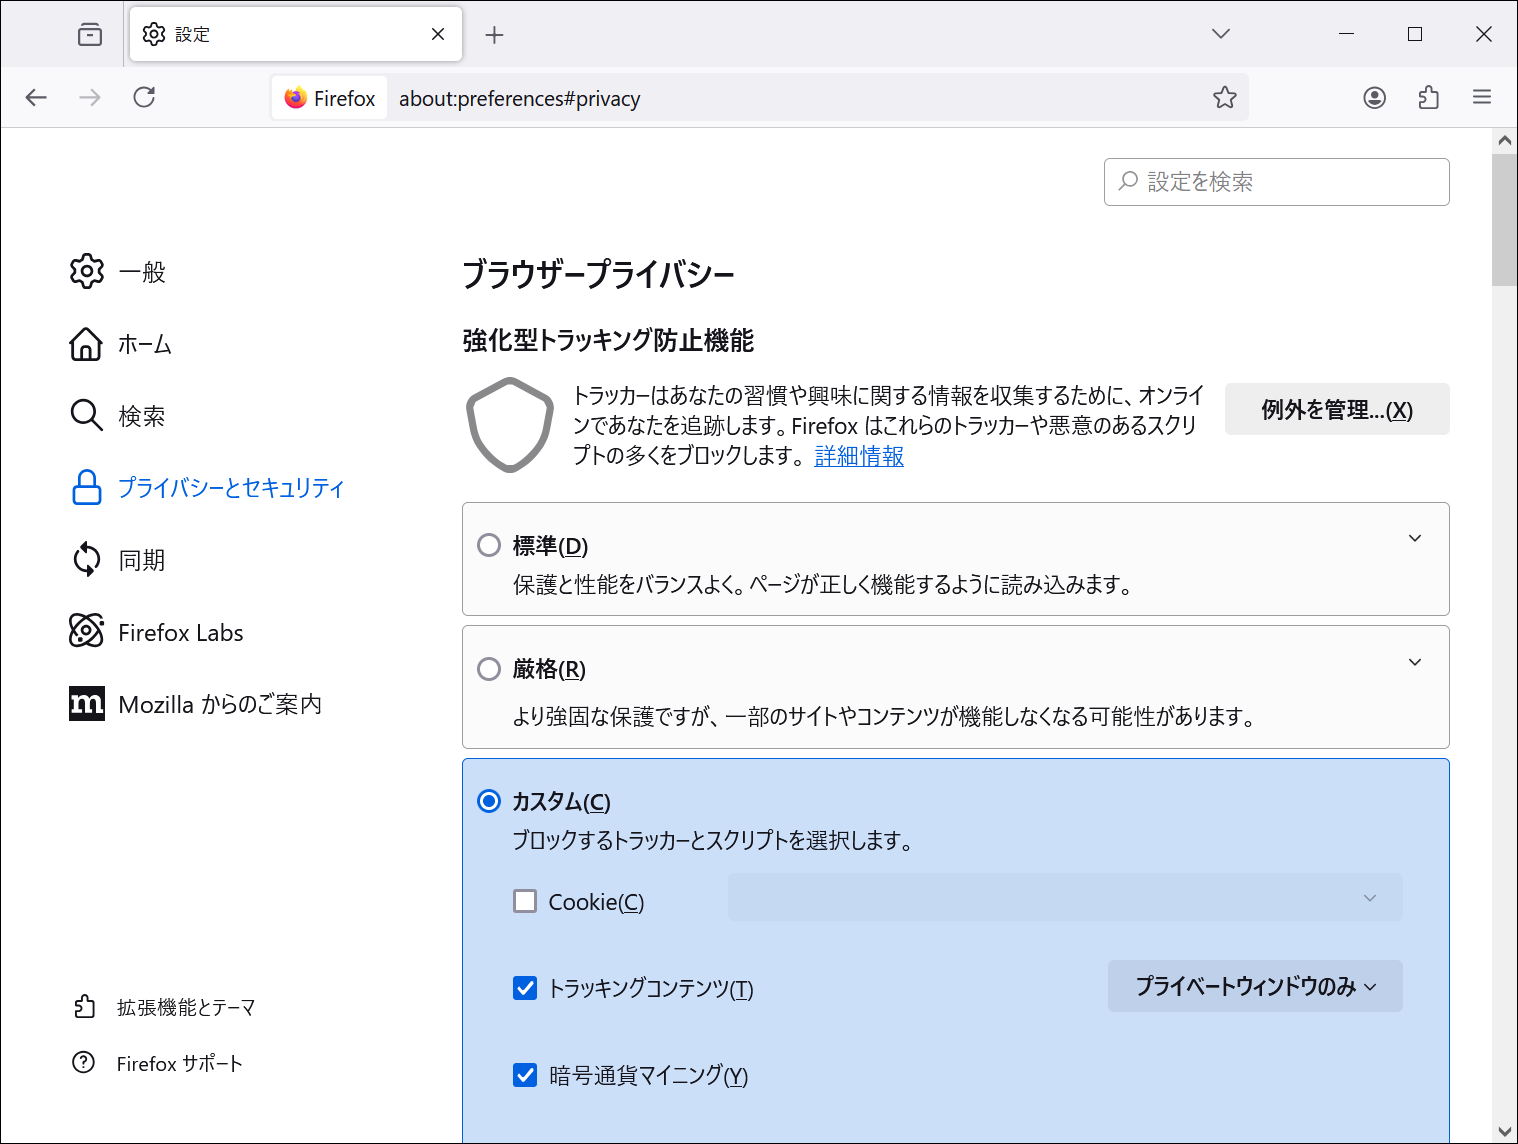 設定
Firefox
about:preferences#privacy
設定を検索
一般
ホーム
検索
プライバシーとセキュリティ
同期
Firefox Labs
Mozilla からのご案内
拡張機能とテーマ
Firefox サポート
ブラウザープライバシー
強化型トラッキング防止機能
トラッカーはあなたの習慣や興味に関する情報を収集するために、オンライ
ンであなたを追跡します。Firefox はこれらのトラッカーや悪意のあるスクリ
プトの多くをブロックします。 詳細情報
例外を管理...(X)
標準(D)
保護と性能をバランスよく。ページが正しく機能するように読み込みます。
厳格(R)
より強固な保護ですが、一部のサイトやコンテンツが機能しなくなる可能性があります。
カスタム(C)
ブロックするトラッカーとスクリプトを選択します。
Cookie(C)
トラッキングコンテンツ(T)
プライベートウィンドウのみ
暗号通貨マイニング(Y)